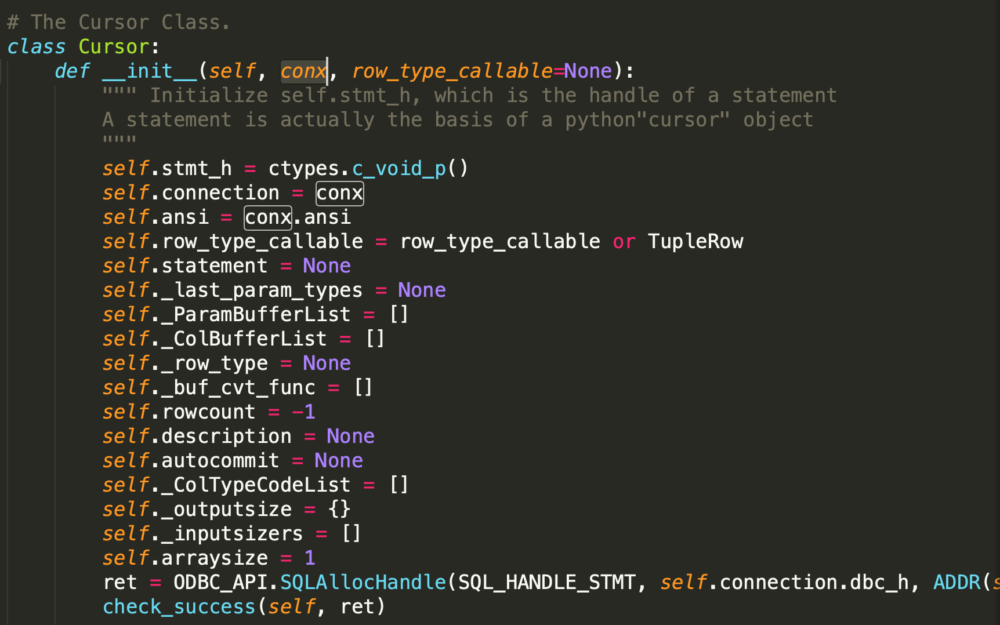 # The Cursor Class.
class Cursor:
    def __init__(self, conx, row_type_callable=None):
        """ Initialize self.stmt_h, which is the handle of a statement
        A statement is actually the basis of a python"cursor" object
        """
        self.stmt_h = ctypes.c_void_p()
        self.connection = conx
        self.ansi = conx.ansi
        self.row_type_callable = row_type_callable or TupleRow
        self.statement = None
        self._last_param_types = None
        self._ParamBufferList = []
        self._ColBufferList = []
        self._row_type = None
        self._buf_cvt_func = []
        self.rowcount = -1
        self.description = None
        self.autocommit = None
        self._ColTypeCodeList = []
        self._outputsize = {}
        self._inputsizers = []
        self.arraysize = 1
        ret = ODBC_API.SQLAllocHandle(SQL_HANDLE_STMT, self.connection.dbc_h, ADDR(
        check_success(self, ret)